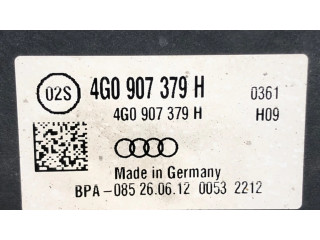 02S 4G0 907 379 H 0361
4G0 907 379 H H09
Made in Germany
BPA-085 26.06.12 0053 2212